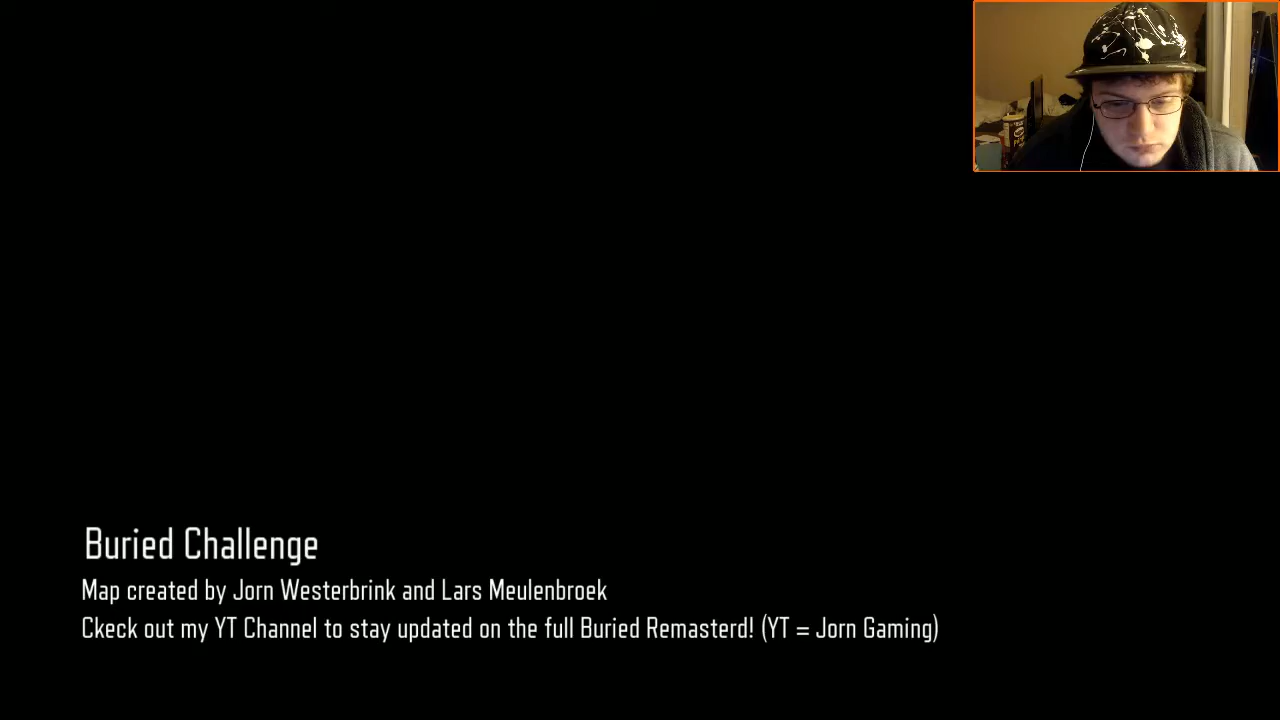 Buried Challenge
Map created by Jorn Westerbrink and Lars Meulenbroek
Ckeck out my YT Channel to stay updated on the full Buried Remasterd! (YT = Jorn Gaming)